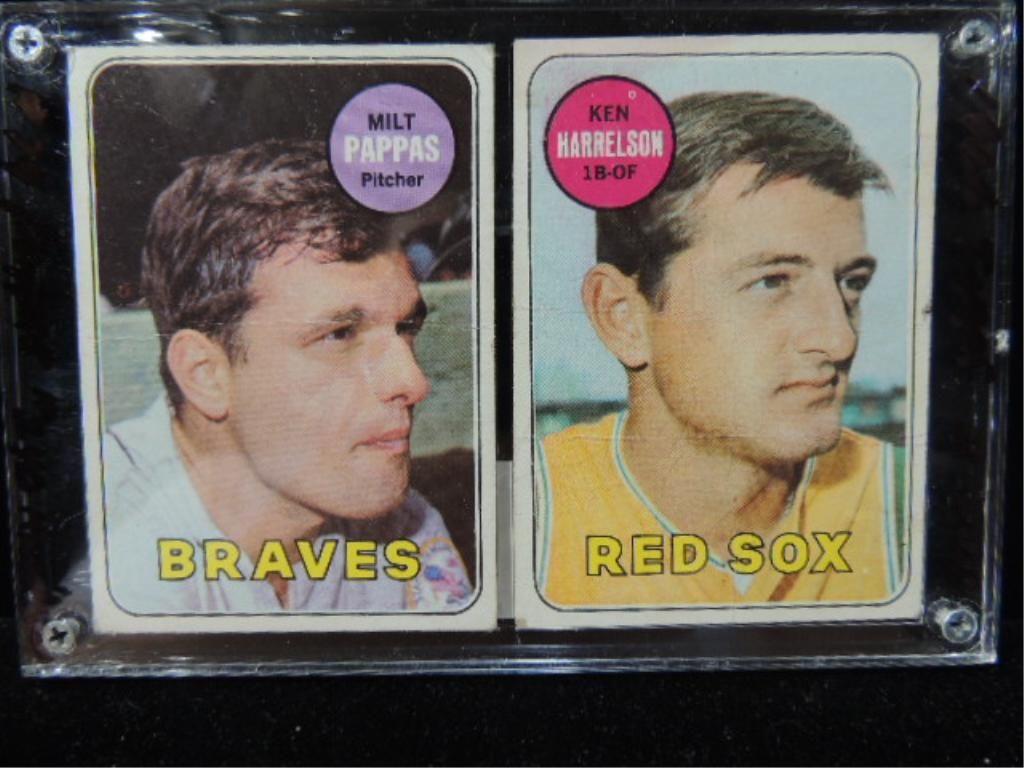 MILT
PAPPAS
Pitcher
BRAVES
KEN
HARRELSON
1B-OF
RED SOX